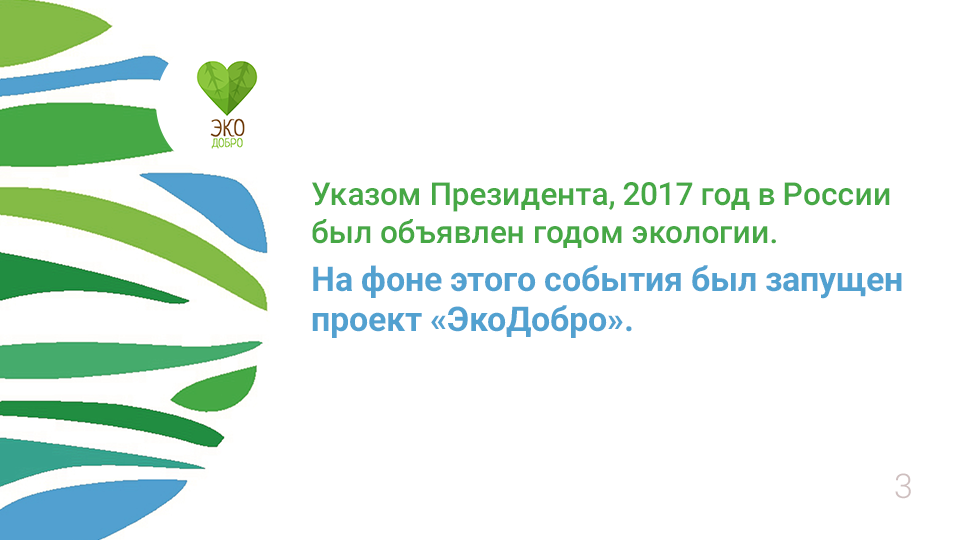 ЭКО
ДОБРО
Указом Президента, 2017 год в России
был объявлен годом экологии.
На фоне этого события был запущен
проект «ЭкоДобро».
3